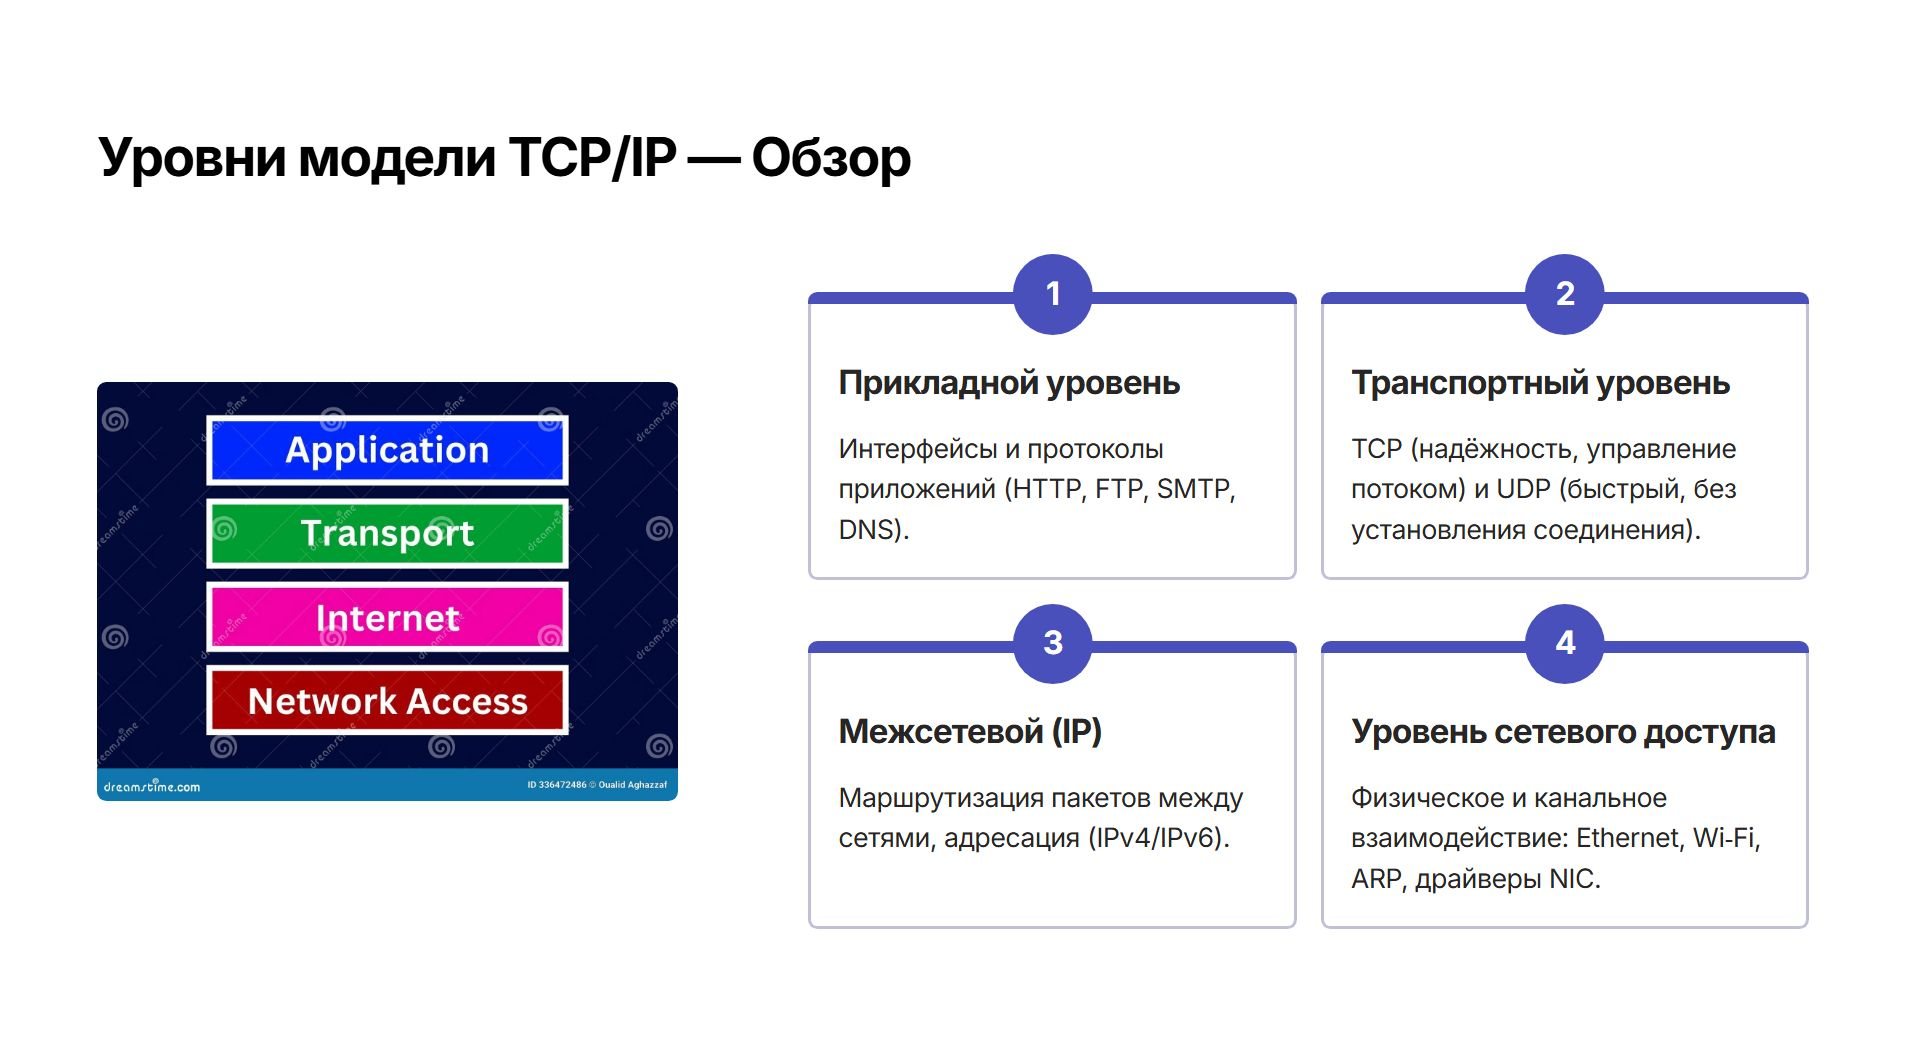 Уровни модели TCP/IP — Обзор
Application
Transport
Internet
Network Access
dreamstime.com
ID 336472486 © Oualid Aghazzaf
1
Прикладной уровень
Интерфейсы и протоколы
приложений (HTTP, FTP, SMTP,
DNS).
2
Транспортный уровень
TCP (надёжность, управление
потоком) и UDP (быстрый, без
установления соединения).
3
Межсетевой (IP)
Маршрутизация пакетов между
сетями, адресация (IPv4/IPv6).
4
Уровень сетевого доступа
Физическое и канальное
взаимодействие: Ethernet, Wi-Fi,
ARP, драйверы NIC.